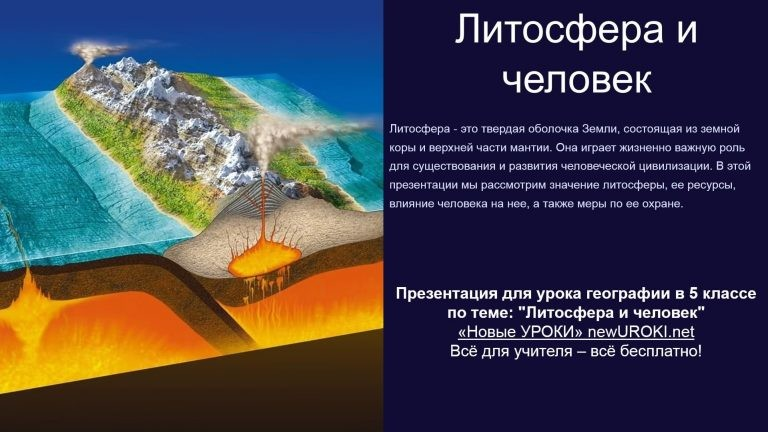 Литосфера и
человек
Литосфера - это твердая оболочка Земли, состоящая из земной
коры и верхней части мантии. Она играет жизненно важную роль
для существования и развития человеческой цивилизации. В этой
презентации мы рассмотрим значение литосферы, ее ресурсы,
влияние человека на нее, а также меры по ее охране.
Презентация для урока географии в 5 классе
по теме: "Литосфера и человек"
«Новые УРОКИ» newUROKI.net
Всё для учителя – всё бесплатно!